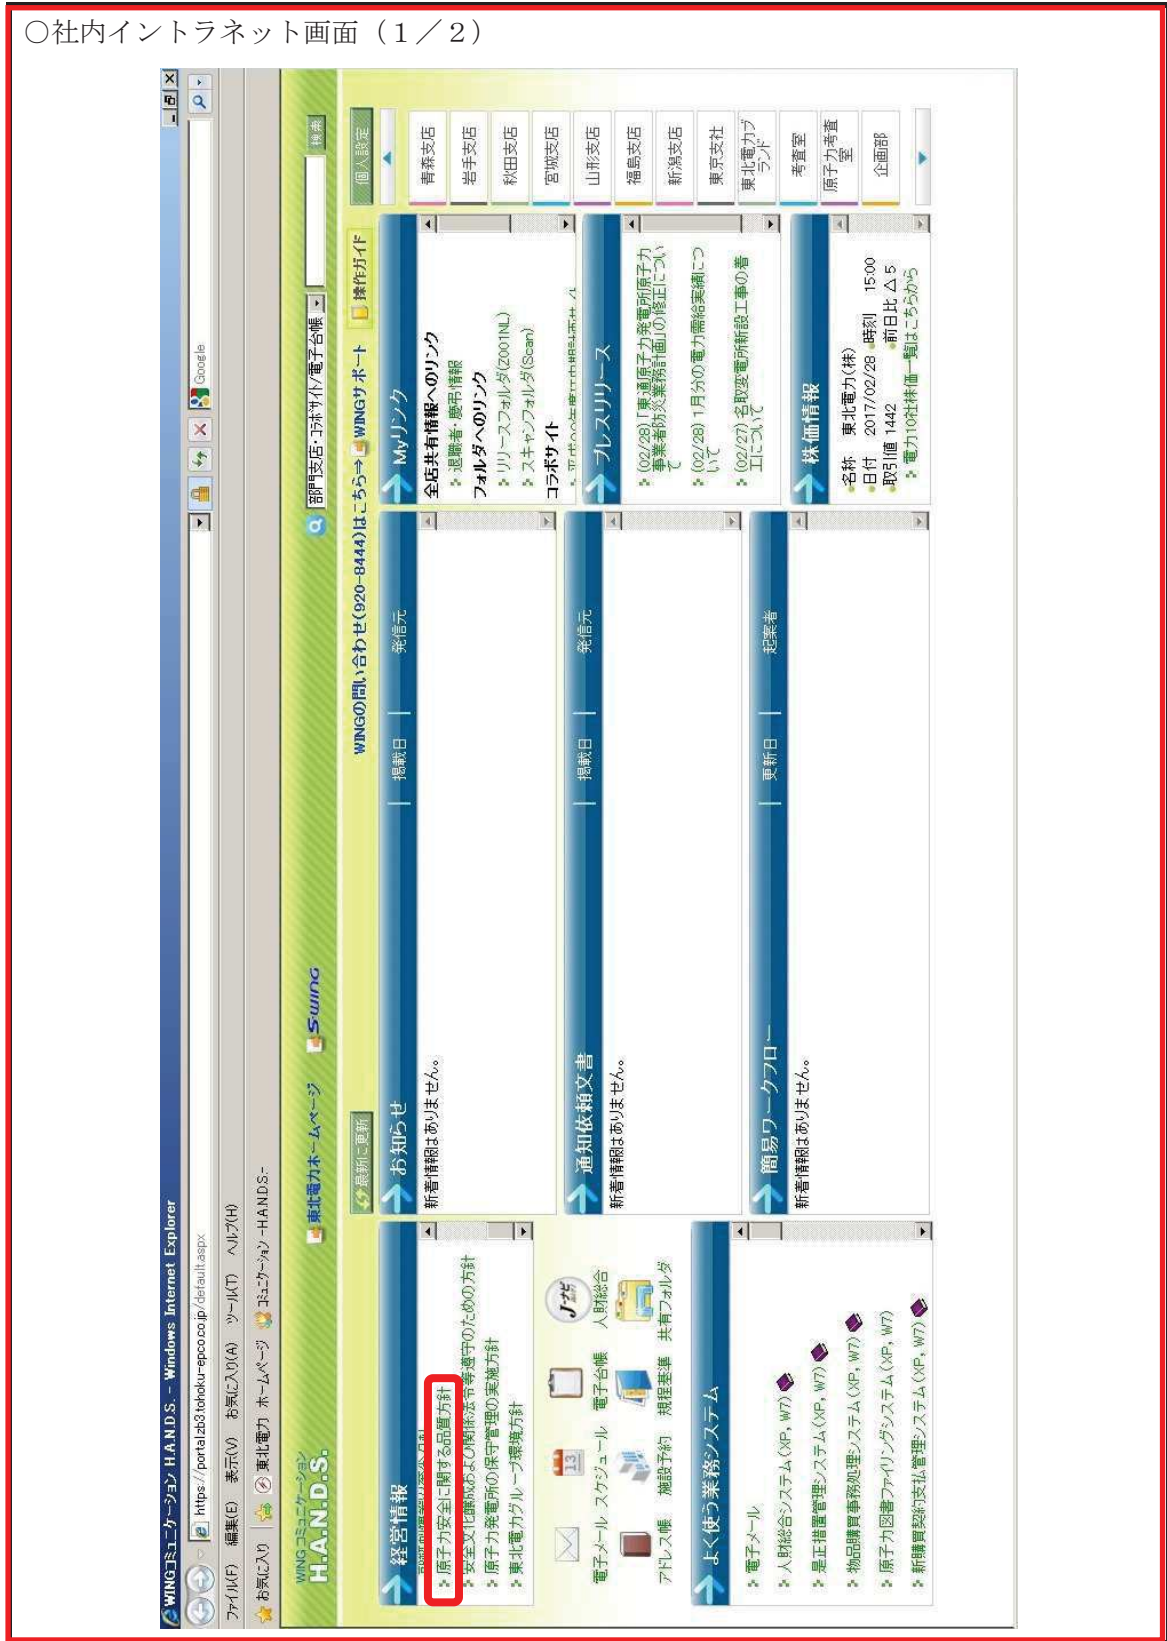 ○社内イントラネット画面（１／２）
WINGコミュニケーション H.A.N.D.S. - Windows Internet Explorer
https://portalzb3.tohoku-epco.co.jp/default.aspx
Google
ファイル(F) 編集(E) 表示(V) お気に入り(A) ツール(T) ヘルプ(H)
お気に入り 東北電力 ホームページ コミュニケーション -H.A.N.D.S.-
WINGコミュニケーション
H.A.N.D.S.
東北電力ホームページ
S-WING
部門支店・コラボサイト/電子台帳
検索
最新に更新
WINGの問い合わせ(920-8444)はこちら⇒
WINGサポート
操作ガイド
個人設定
経営情報
原子力安全に関する品質方針
安全文化醸成および関係法令等遵守のための方針
原子力発電所の保守管理の実施方針
東北電力グループ環境方針
13
J-ナビ
電子メール スケジュール 電子台帳 人財総合
アドレス帳 施設予約 規程基準 共有フォルダ
よく使う業務システム
電子メール
人財総合システム(XP, W7)
是正措置管理システム(XP, W7)
物品購買事務処理システム(XP, W7)
原子力図書ファイリングシステム(XP, W7)
新購買契約支払管理システム(XP, W7)
お知らせ | 掲載日 | 発信元
新着情報はありません。
通知依頼文書 | 掲載日 | 発信元
新着情報はありません。
簡易ワークフロー | 更新日 | 起案者
新着情報はありません。
Myリンク
全店共有情報へのリンク
退職者・慶弔情報
フォルダへのリンク
リリースフォルダ(Z001NL)
スキャンフォルダ(Scan)
コラボサイト
プレスリリース
(02/28)「東通原子力発電所原子力
事業者防災業務計画」の修正につい
て
(02/28) 1月分の電力需給実績につ
いて
(02/27) 名取変電所新設工事の着
工について
株価情報
名称 東北電力(株)
日付 2017/02/28 時刻 15:00
取引値 1442 前日比 △ 5
電力10社株価一覧はこちらから
青森支店
岩手支店
秋田支店
宮城支店
山形支店
福島支店
新潟支店
東京支社
東北電力ブ
ランド
考査室
原子力考査
室
企画部